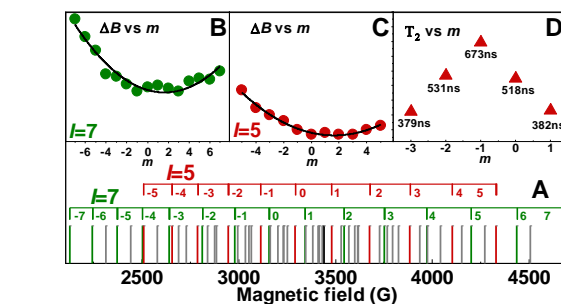 ΔB vs m B
I=7
-6 -4 -2 0 2 4 6
m
ΔB vs m C
I=5
-4 -2 0 2 4
m
T₂ vs m D
673ns
531ns
518ns
379ns
382ns
-3 -2 -1 0 1
m
I=5
-5 -4 -3 -2 -1 0 1 2 3 4 5
A
I=7
-7 -6 -5 -4 -3 -2 -1 0 1 2 3 4 5 6 7
2500 3000 3500 4000 4500
Magnetic field (G)